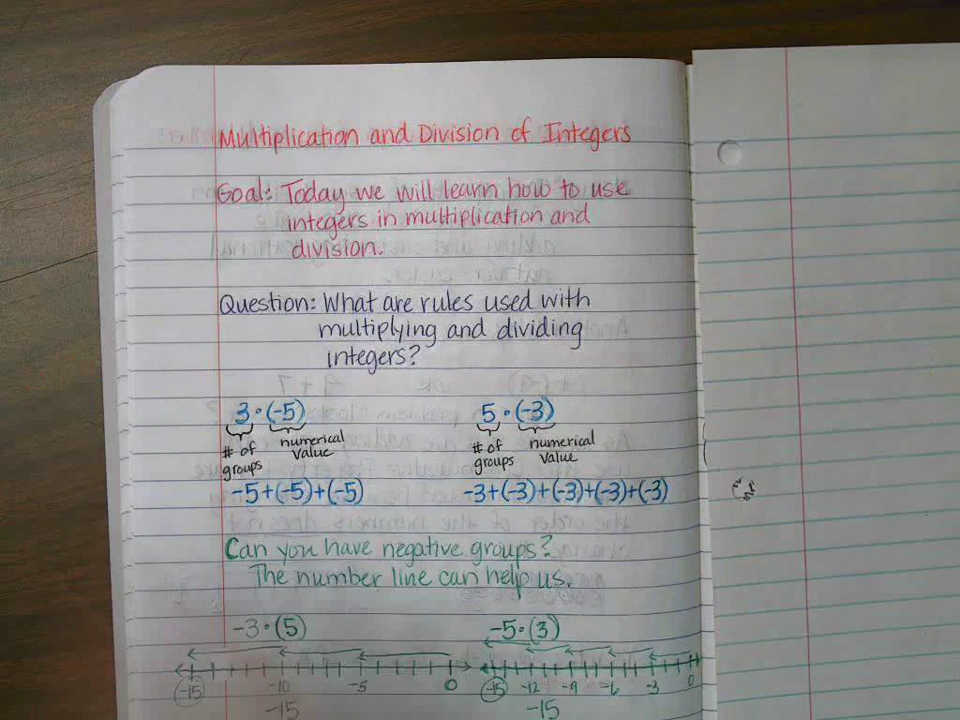 Multiplication and Division of Integers
Goal: Today we will learn how to use
integers in multiplication and
division.
Question: What are rules used with
multiplying and dividing
integers?
3 · (-5) 5 · (-3)
# of groups numerical value # of groups numerical value
-5+(-5)+(-5) -3+(-3)+(-3)+(-3)+(-3)
Can you have negative groups?
The number line can help us.
-3 · (5) -5 · (3)
-15 -10 -5 0 -15 -12 -9 -6 -3 0
-15 -15